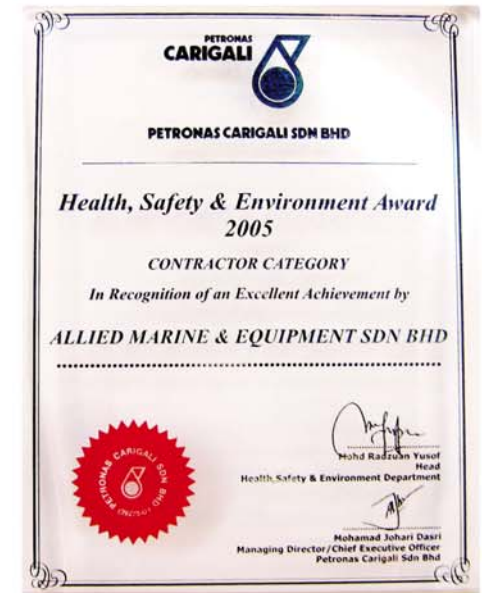 PETRONAS
CARIGALI
PETRONAS CARIGALI SDN BHD
Health, Safety & Environment Award
2005
CONTRACTOR CATEGORY
In Recognition of an Excellent Achievement by
ALLIED MARINE & EQUIPMENT SDN BHD
Mohd Radzuan Yusof
Head
Health, Safety & Environment Department
PETRONAS CARIGALI SDN BHD
Mohamad Johari Dasri
Managing Director/Chief Executive Officer
Petronas Carigali Sdn Bhd